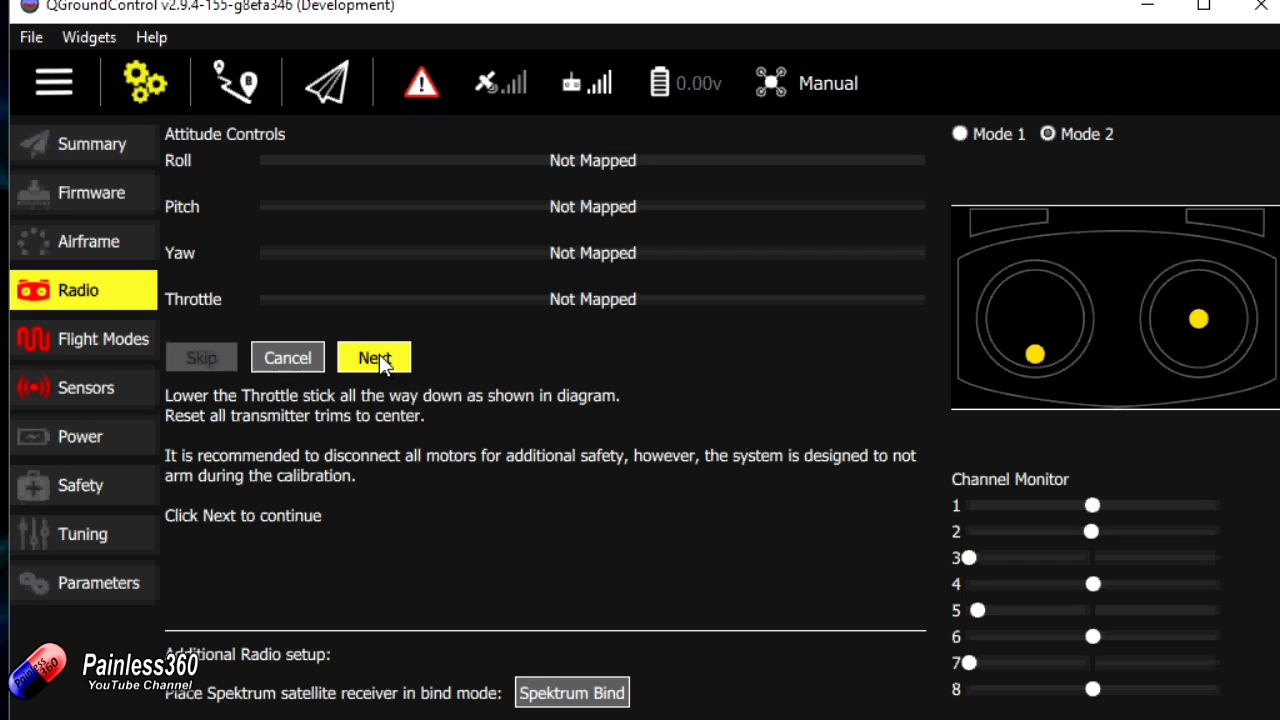 QGroundControl v2.9.4-155-g8efa346 (Development)
File Widgets Help
0.00v Manual
Summary
Firmware
Airframe
Radio
Flight Modes
Sensors
Power
Safety
Tuning
Parameters
Attitude Controls
Roll Not Mapped
Pitch Not Mapped
Yaw Not Mapped
Throttle Not Mapped
Skip Cancel Next
Lower the Throttle stick all the way down as shown in diagram.
Reset all transmitter trims to center.
It is recommended to disconnect all motors for additional safety, however, the system is designed to not
arm during the calibration.
Click Next to continue
Additional Radio setup:
Place Spektrum satellite receiver in bind mode: Spektrum Bind
Mode 1 Mode 2
Channel Monitor
1
2
3
4
5
6
7
8
Painless360
Painless360
YouTube Channel